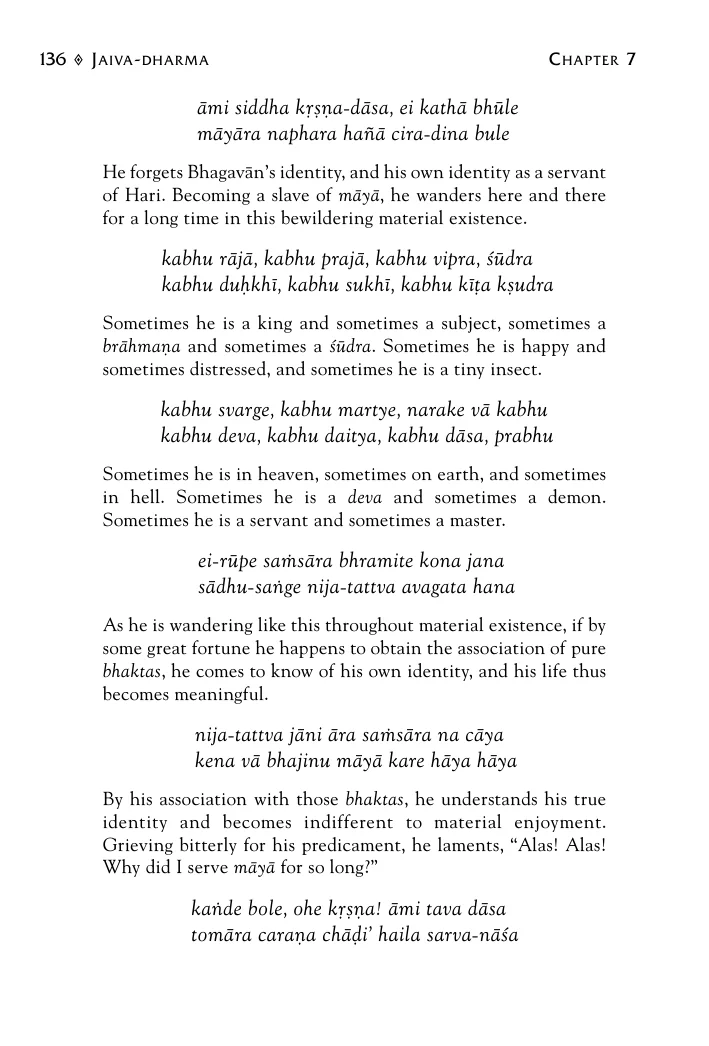 136 ◊ JAIVA-DHARMA CHAPTER 7
āmi siddha kṛṣṇa-dāsa, ei kathā bhūle
māyāra naphara hañā cira-dina bule
He forgets Bhagavān’s identity, and his own identity as a servant
of Hari. Becoming a slave of māyā, he wanders here and there
for a long time in this bewildering material existence.
kabhu rājā, kabhu prajā, kabhu vipra, śūdra
kabhu duḥkhī, kabhu sukhī, kabhu kīṭa kṣudra
Sometimes he is a king and sometimes a subject, sometimes a
brāhmaṇa and sometimes a śūdra. Sometimes he is happy and
sometimes distressed, and sometimes he is a tiny insect.
kabhu svarge, kabhu martye, narake vā kabhu
kabhu deva, kabhu daitya, kabhu dāsa, prabhu
Sometimes he is in heaven, sometimes on earth, and sometimes
in hell. Sometimes he is a deva and sometimes a demon.
Sometimes he is a servant and sometimes a master.
ei-rūpe saṁsāra bhramite kona jana
sādhu-saṅge nija-tattva avagata hana
As he is wandering like this throughout material existence, if by
some great fortune he happens to obtain the association of pure
bhaktas, he comes to know of his own identity, and his life thus
becomes meaningful.
nija-tattva jāni āra saṁsāra na cāya
kena vā bhajinu māyā kare hāya hāya
By his association with those bhaktas, he understands his true
identity and becomes indifferent to material enjoyment.
Grieving bitterly for his predicament, he laments, “Alas! Alas!
Why did I serve māyā for so long?”
kaṅde bole, ohe kṛṣṇa! āmi tava dāsa
tomāra caraṇa chāḍi’ haila sarva-nāśa